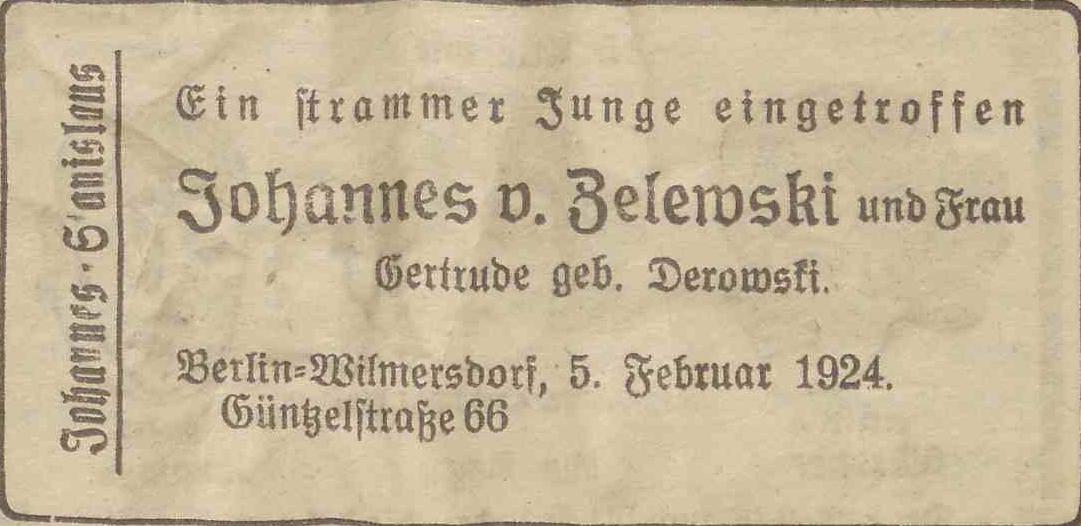 Johannes-Stanislaus
Ein strammer Junge eingetroffen
Johannes v. Zelewski und Frau
Gertrude geb. Derowski.
Berlin-Wilmersdorf, 5. Februar 1924.
Güntzelstraße 66